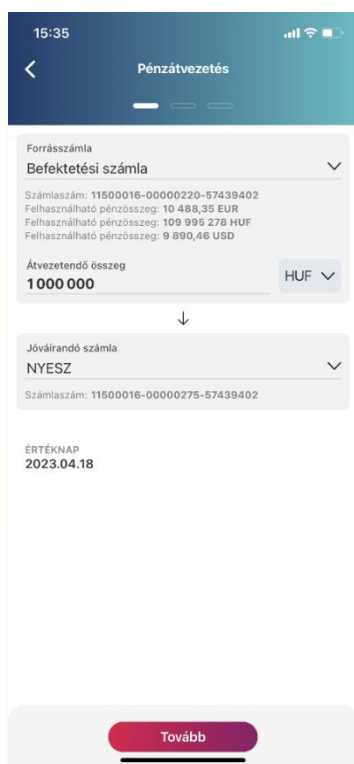 15:35
Pénzátvezetés
Forrásszámla
Befektetési számla
Számlaszám: 11500016-00000220-57439402
Felhasználható pénzösszeg: 10 488,35 EUR
Felhasználható pénzösszeg: 109 995 278 HUF
Felhasználható pénzösszeg: 9 890,46 USD
Átvezetendő összeg
1 000 000
HUF
Jóváírandó számla
NYESZ
Számlaszám: 11500016-00000275-57439402
ÉRTÉKNAP
2023.04.18
Tovább